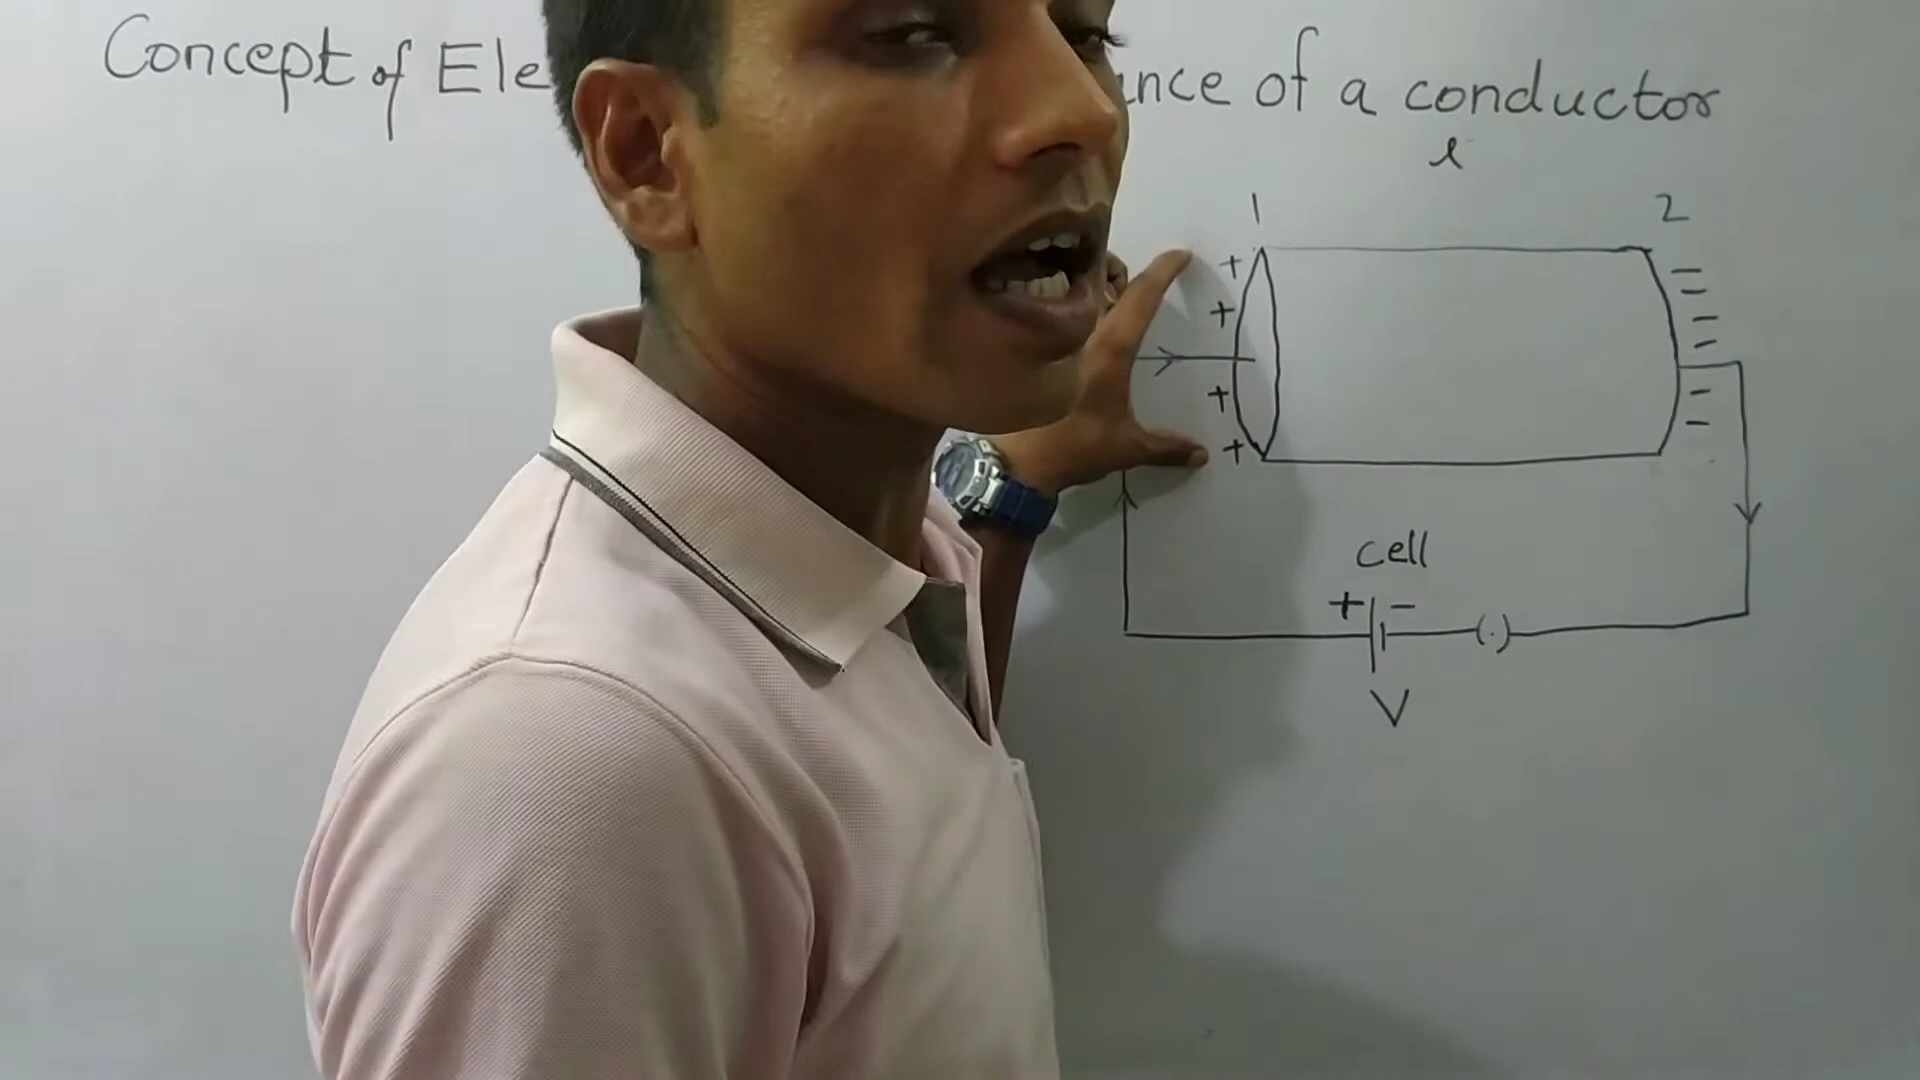 Concept of Ele nce of a conductor
l
1 2
+ −
+ −
+ −
+ −
−
−
cell
+ −
(.)
V